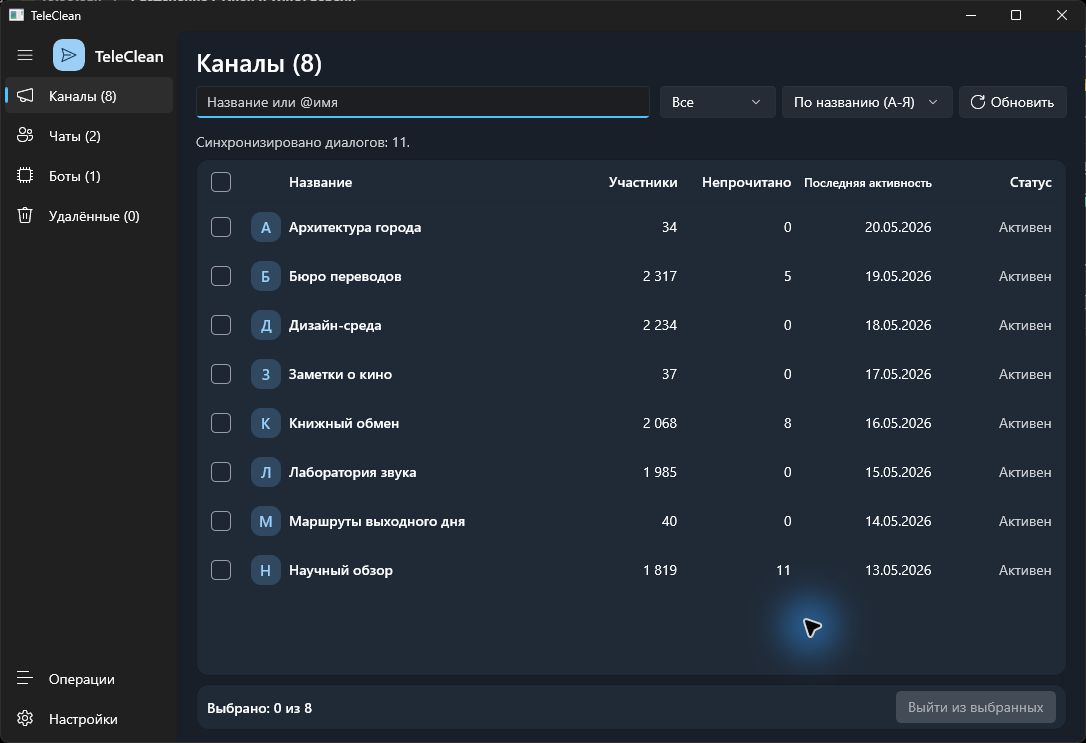 TeleClean
TeleClean
Каналы (8)
Чаты (2)
Боты (1)
Удалённые (0)
Операции
Настройки
Каналы (8)
Название или @имя
Все
По названию (А-Я)
Обновить
Синхронизировано диалогов: 11.
Название Участники Непрочитано Последняя активность Статус
А Архитектура города 34 0 20.05.2026 Активен
Б Бюро переводов 2 317 5 19.05.2026 Активен
Д Дизайн-среда 2 234 0 18.05.2026 Активен
З Заметки о кино 37 0 17.05.2026 Активен
К Книжный обмен 2 068 8 16.05.2026 Активен
Л Лаборатория звука 1 985 0 15.05.2026 Активен
М Маршруты выходного дня 40 0 14.05.2026 Активен
Н Научный обзор 1 819 11 13.05.2026 Активен
Выбрано: 0 из 8
Выйти из выбранных